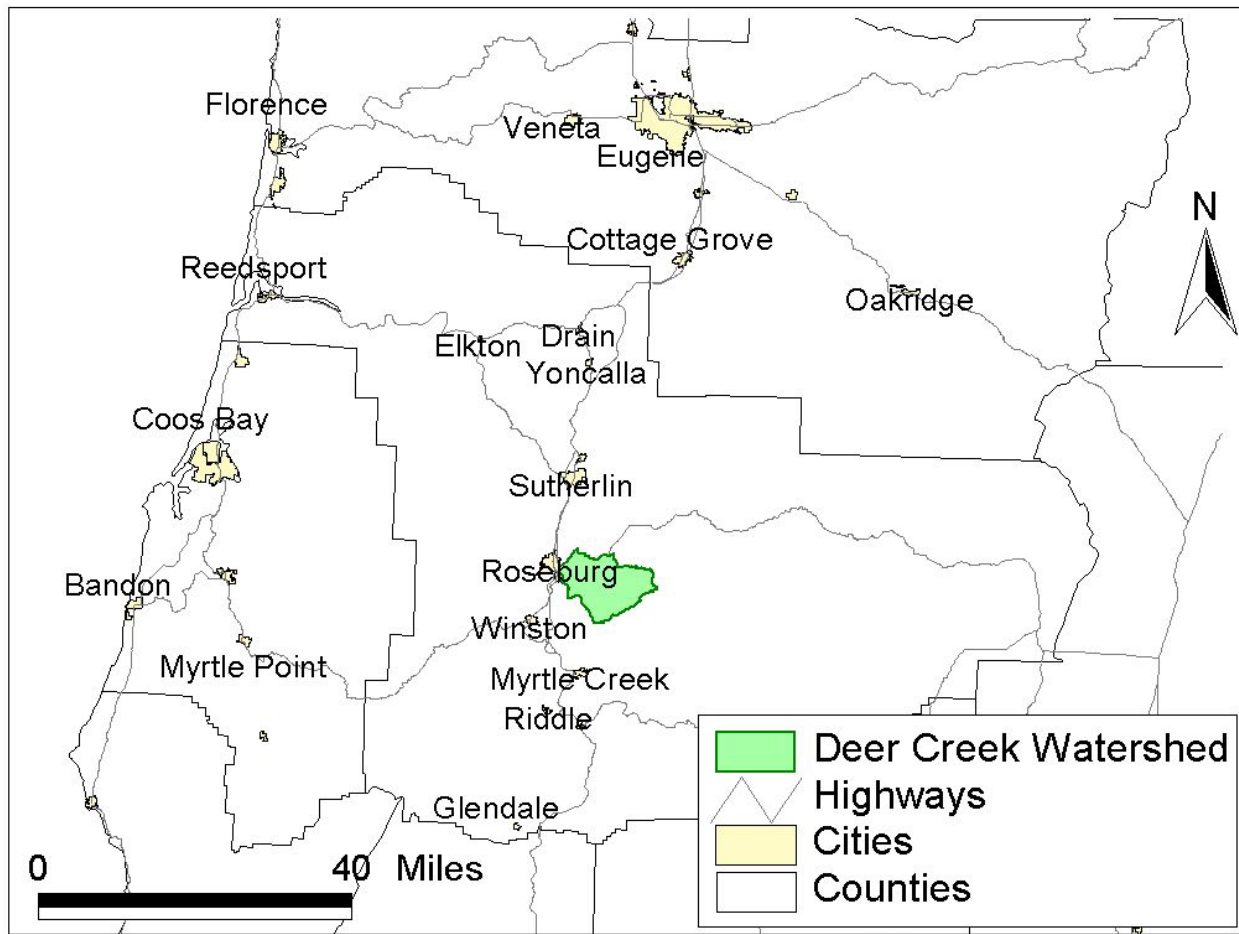 Florence
Veneta
Eugene
N
Cottage Grove
Reedsport
Oakridge
Elkton
Drain
Yoncalla
Coos Bay
Sutherlin
Roseburg
Bandon
Winston
Myrtle Point
Myrtle Creek
Riddle
Glendale
Deer Creek Watershed
Highways
Cities
Counties
0 40 Miles